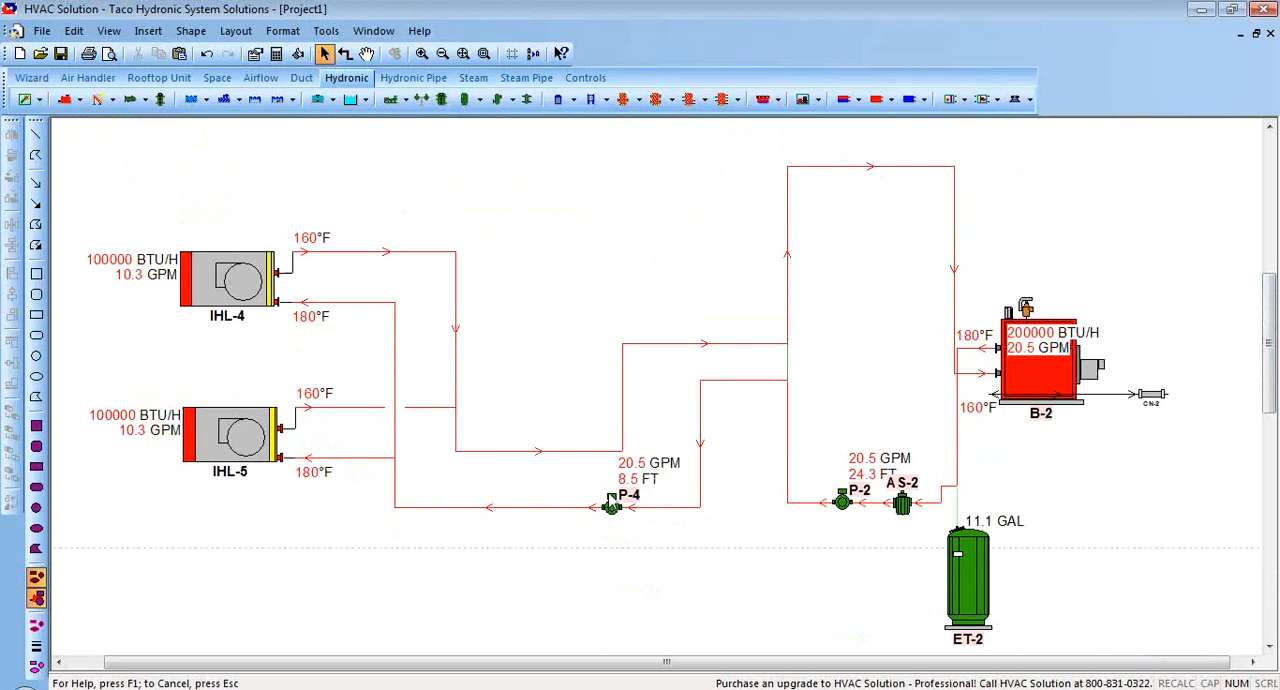 HVAC Solution - Taco Hydronic System Solutions - [Project1]
File Edit View Insert Shape Layout Format Tools Window Help
Wizard Air Handler Rooftop Unit Space Airflow Duct Hydronic Hydronic Pipe Steam Steam Pipe Controls
160°F
100000 BTU/H
10.3 GPM
IHL-4
180°F
180°F
200000 BTU/H
20.5 GPM
160°F
B-2
CN-2
160°F
100000 BTU/H
10.3 GPM
IHL-5
180°F
20.5 GPM
8.5 FT
P-4
20.5 GPM
24.3 FT
P-2
AS-2
11.1 GAL
ET-2
For Help, press F1; to Cancel, press Esc
Purchase an upgrade to HVAC Solution - Professional! Call HVAC Solution at 800-831-0322.
RECALC CAP NUM SCRL